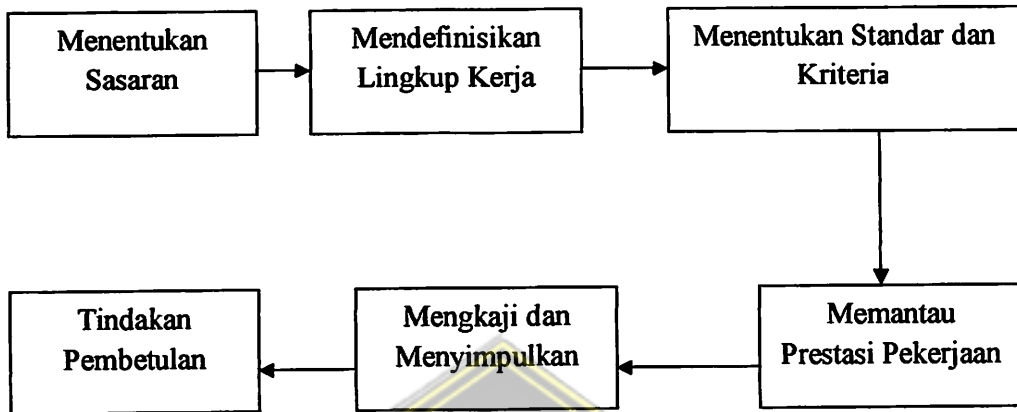 Menentukan
Sasaran
Mendefinisikan
Lingkup Kerja
Menentukan Standar dan
Kriteria
Memantau
Prestasi Pekerjaan
Mengkaji dan
Menyimpulkan
Tindakan
Pembetulan